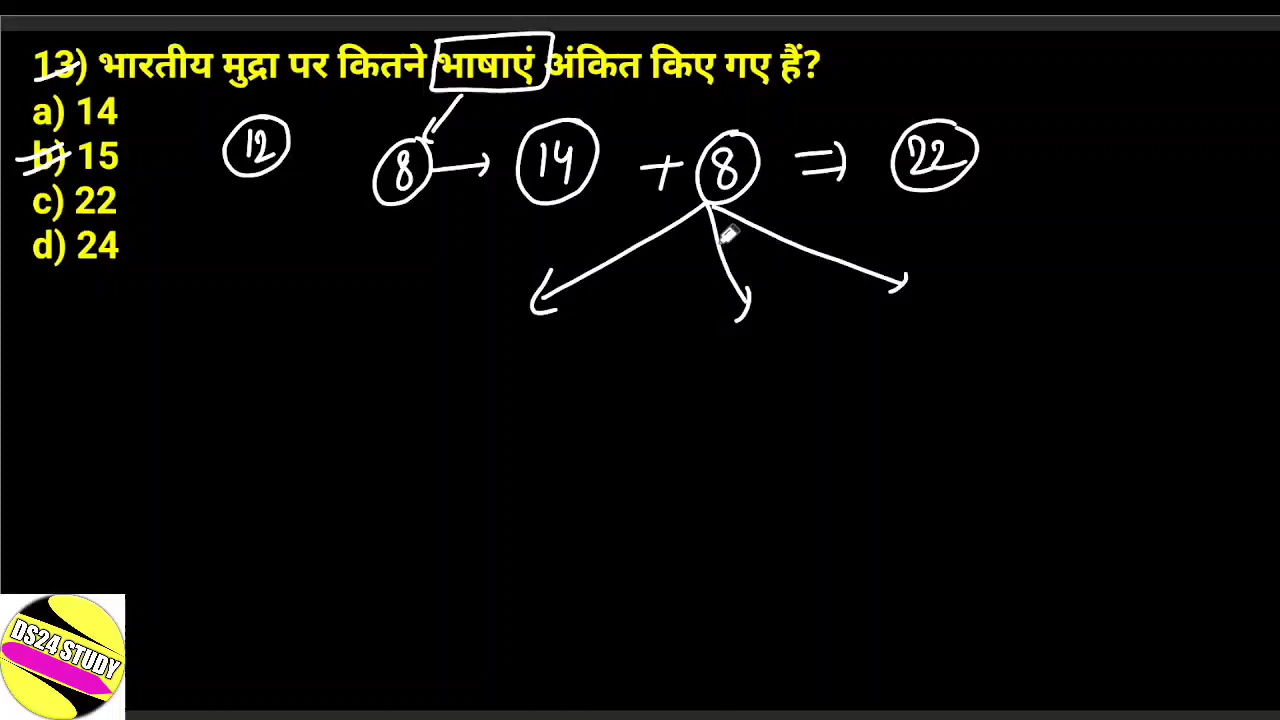 13) भारतीय मुद्रा पर कितने भाषाएं अंकित किए गए हैं?
a) 14
b) 15
c) 22
d) 24
12 8 → 14 + 8 ⇒ 22
DS24 STUDY